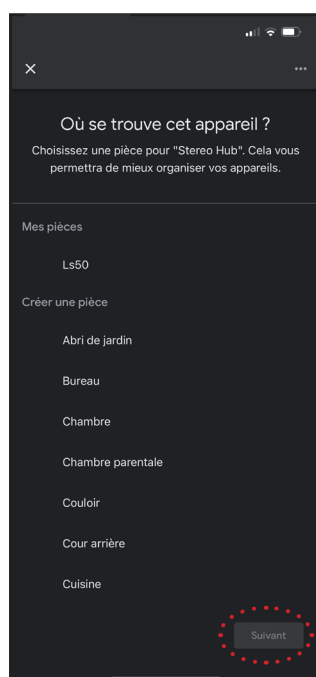 Où se trouve cet appareil ?
Choisissez une pièce pour "Stereo Hub". Cela vous
permettra de mieux organiser vos appareils.
Mes pièces
Ls50
Créer une pièce
Abri de jardin
Bureau
Chambre
Chambre parentale
Couloir
Cour arrière
Cuisine
Suivant